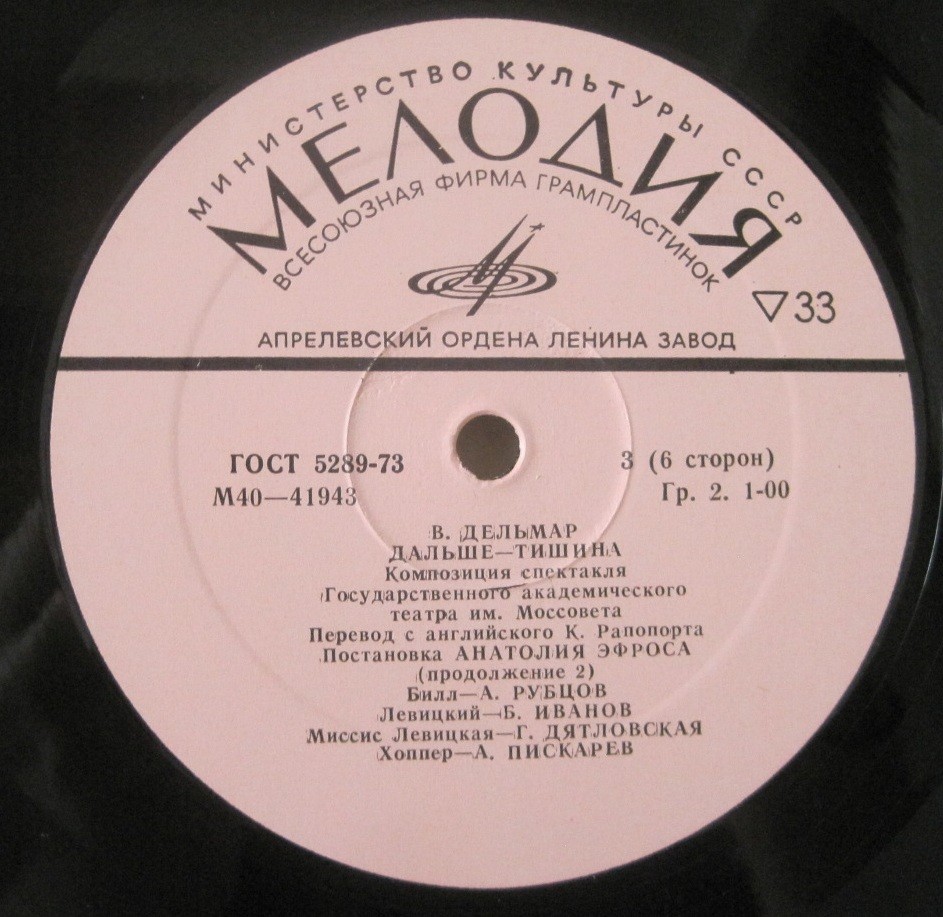 МИНИСТЕРСТВО КУЛЬТУРЫ СССР
МЕЛОДИЯ
ВСЕСОЮЗНАЯ ФИРМА ГРАМПЛАСТИНОК
▽33
АПРЕЛЕВСКИЙ ОРДЕНА ЛЕНИНА ЗАВОД
ГОСТ 5289-73
3 (6 сторон)
М40—41943
Гр. 2. 1-00
В. ДЕЛЬМАР
ДАЛЬШЕ—ТИШИНА
Композиция спектакля
Государственного академического
театра им. Моссовета
Перевод с английского К. Рапопорта
Постановка АНАТОЛИЯ ЭФРОСА
(продолжение 2)
Билл—А. РУБЦОВ
Левицкий—Б. ИВАНОВ
Миссис Левицкая—Г. ДЯТЛОВСКАЯ
Хоппер—А. ПИСКАРЕВ